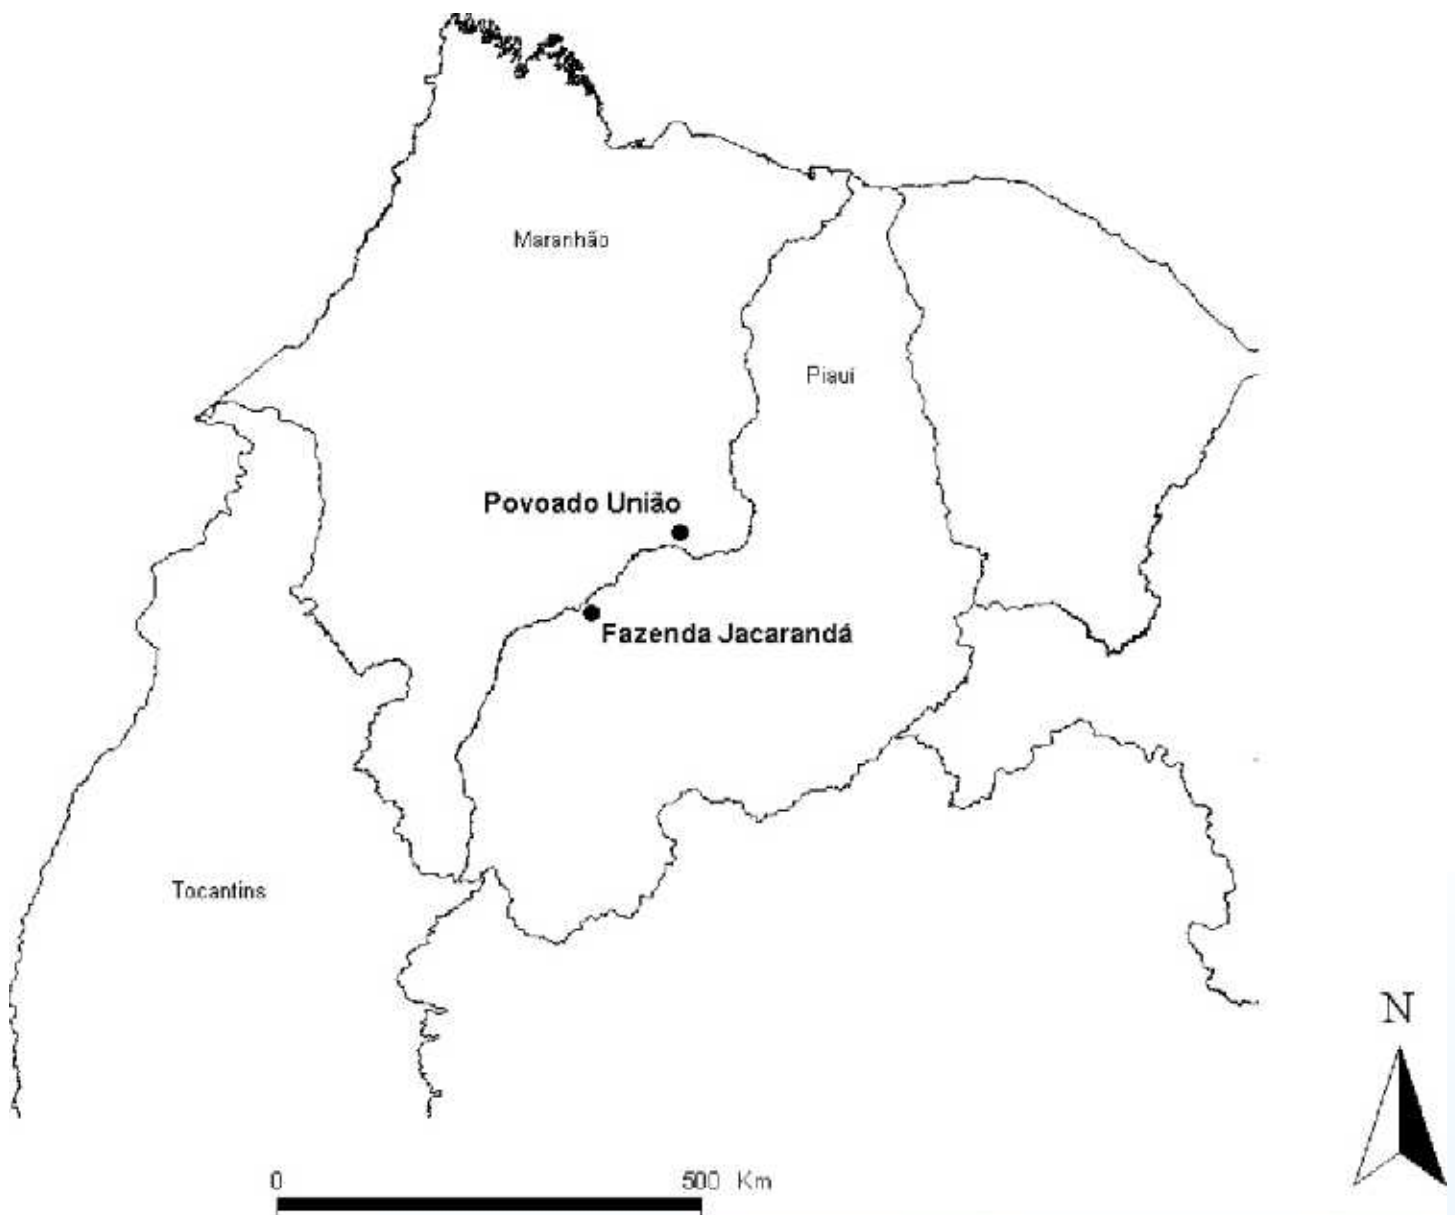 Maranhão
Piauí
Povoado União
Fazenda Jacarandá
Tocantins
N
0 500 Km